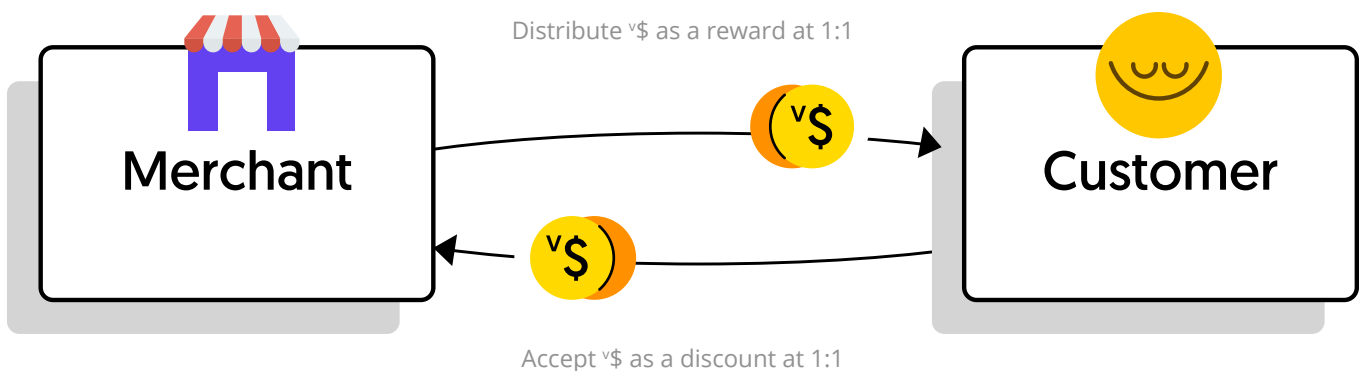 Distribute ᵛ$ as a reward at 1:1
Merchant
ᵛ$
Customer
ᵛ$
Accept ᵛ$ as a discount at 1:1